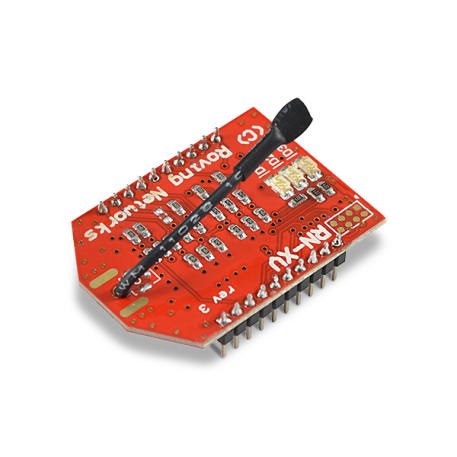 (C)
Roving Networks
RN-XV
rev 3